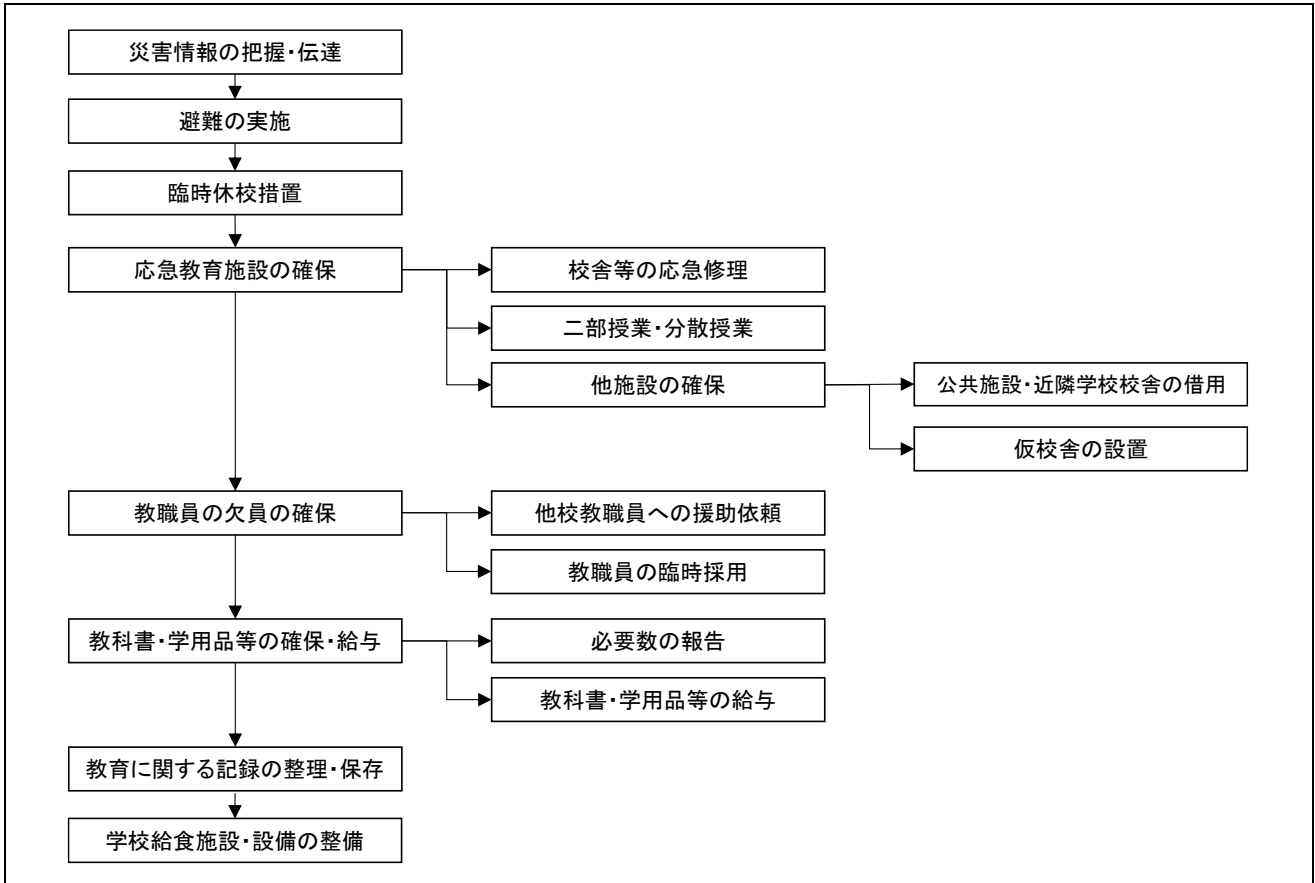 災害情報の把握・伝達
避難の実施
臨時休校措置
応急教育施設の確保
校舎等の応急修理
二部授業・分散授業
他施設の確保
公共施設・近隣学校校舎の借用
仮校舎の設置
教職員の欠員の確保
他校教職員への援助依頼
教職員の臨時採用
教科書・学用品等の確保・給与
必要数の報告
教科書・学用品等の給与
教育に関する記録の整理・保存
学校給食施設・設備の整備